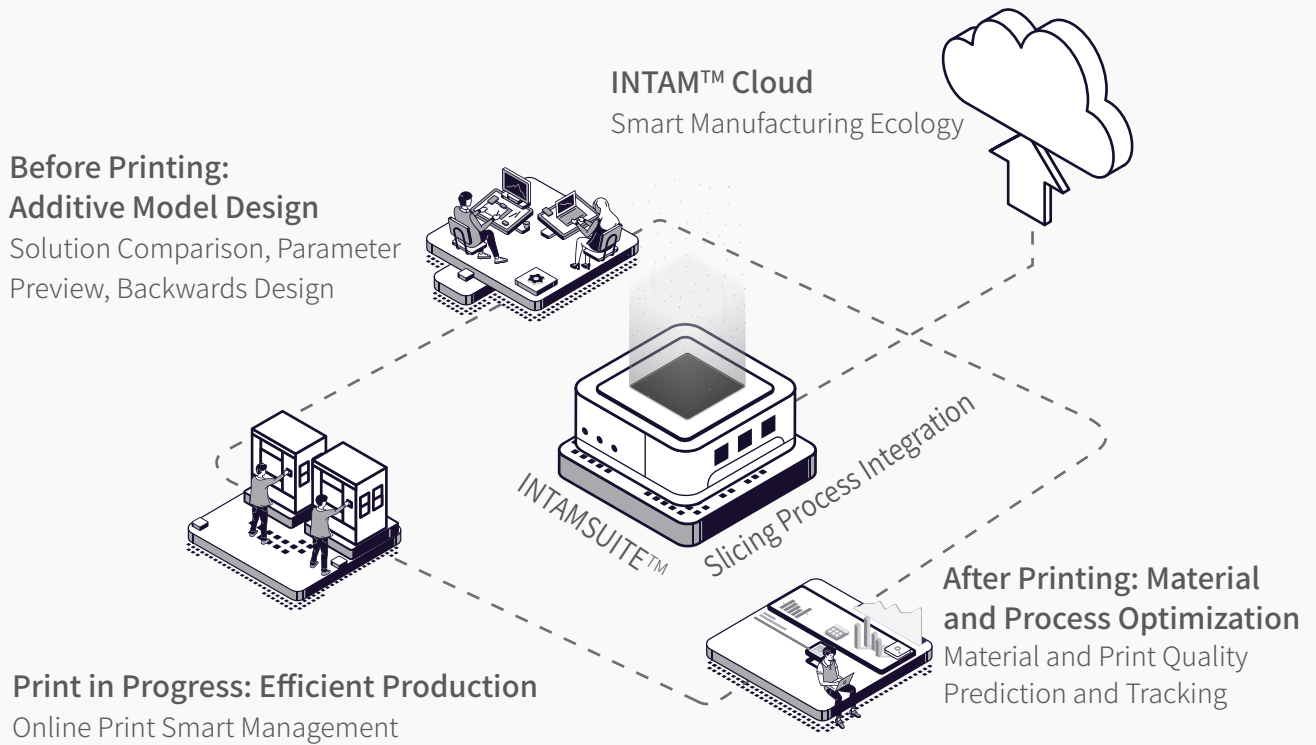 INTAM™ Cloud
Smart Manufacturing Ecology
Before Printing:
Additive Model Design
Solution Comparison, Parameter
Preview, Backwards Design
INTAMSUITE™
Slicing Process Integration
After Printing: Material
and Process Optimization
Material and Print Quality
Prediction and Tracking
Print in Progress: Efficient Production
Online Print Smart Management